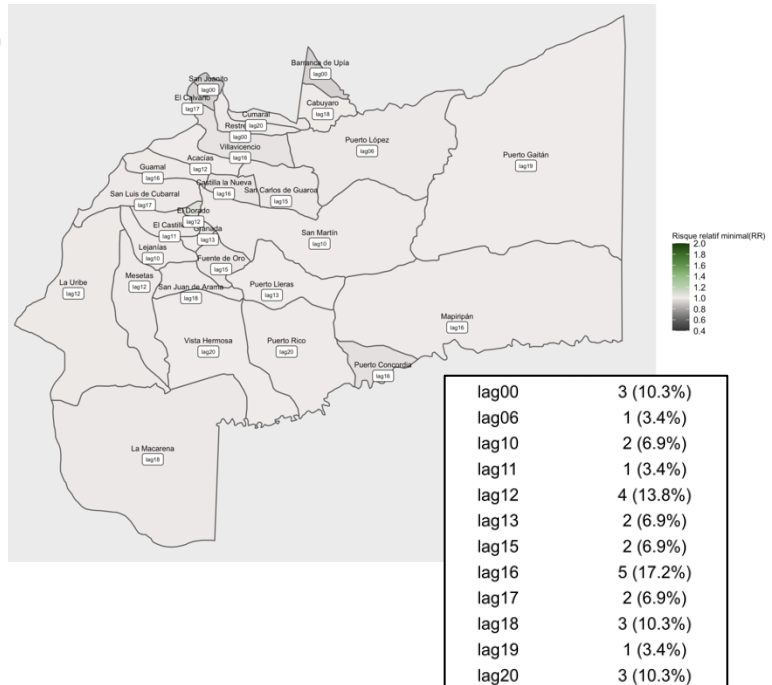 Barranca de Upía
lag00
San Juanito
lag00
El Calvario
lag17
Cabuyaro
lag18
Cumaral
lag20
Restre
lag00
Villavicencio
lag16
Puerto López
lag06
Puerto Gaitán
lag19
Acacías
lag12
Guamal
lag16
Castilla la Nueva
lag16
San Carlos de Guaroa
lag15
San Luis de Cubarral
lag17
El Dorado
lag12
El Castillo
lag11
Granada
lag13
San Martín
lag10
Lejanías
lag10
Fuente de Oro
lag15
Mesetas
lag12
La Uribe
lag12
San Juan de Arama
lag18
Puerto Lleras
lag13
Mapiripán
lag16
Vista Hermosa
lag20
Puerto Rico
lag20
Puerto Concordia
lag16
La Macarena
lag18
Risque relatif minimal(RR)
2.0
1.8
1.6
1.4
1.2
1.0
0.8
0.6
0.4
lag00 3 (10.3%)
lag06 1 (3.4%)
lag10 2 (6.9%)
lag11 1 (3.4%)
lag12 4 (13.8%)
lag13 2 (6.9%)
lag15 2 (6.9%)
lag16 5 (17.2%)
lag17 2 (6.9%)
lag18 3 (10.3%)
lag19 1 (3.4%)
lag20 3 (10.3%)